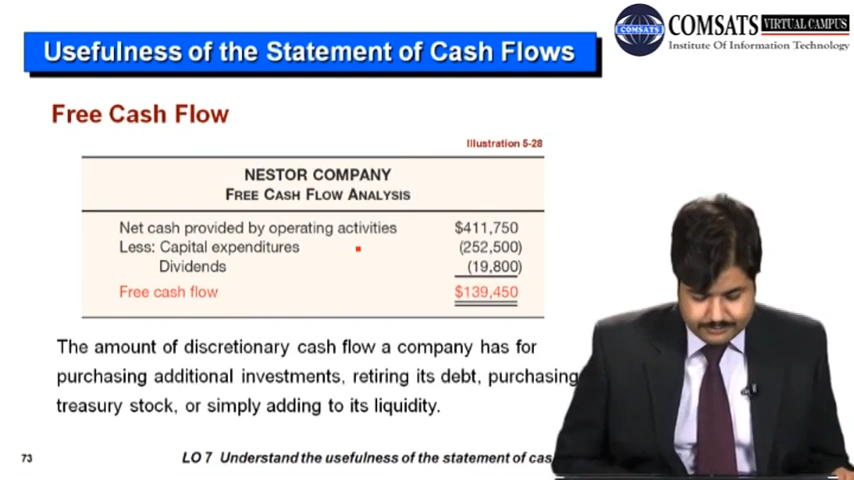 Usefulness of the Statement of Cash Flows
COMSATS
COMSATS VIRTUAL CAMPUS
Institute Of Information Technology
Free Cash Flow
Illustration 5-28
NESTOR COMPANY
FREE CASH FLOW ANALYSIS
Net cash provided by operating activities $411,750
Less: Capital expenditures (252,500)
Dividends (19,800)
Free cash flow $139,450
The amount of discretionary cash flow a company has for
purchasing additional investments, retiring its debt, purchasing
treasury stock, or simply adding to its liquidity.
73 LO 7 Understand the usefulness of the statement of cas